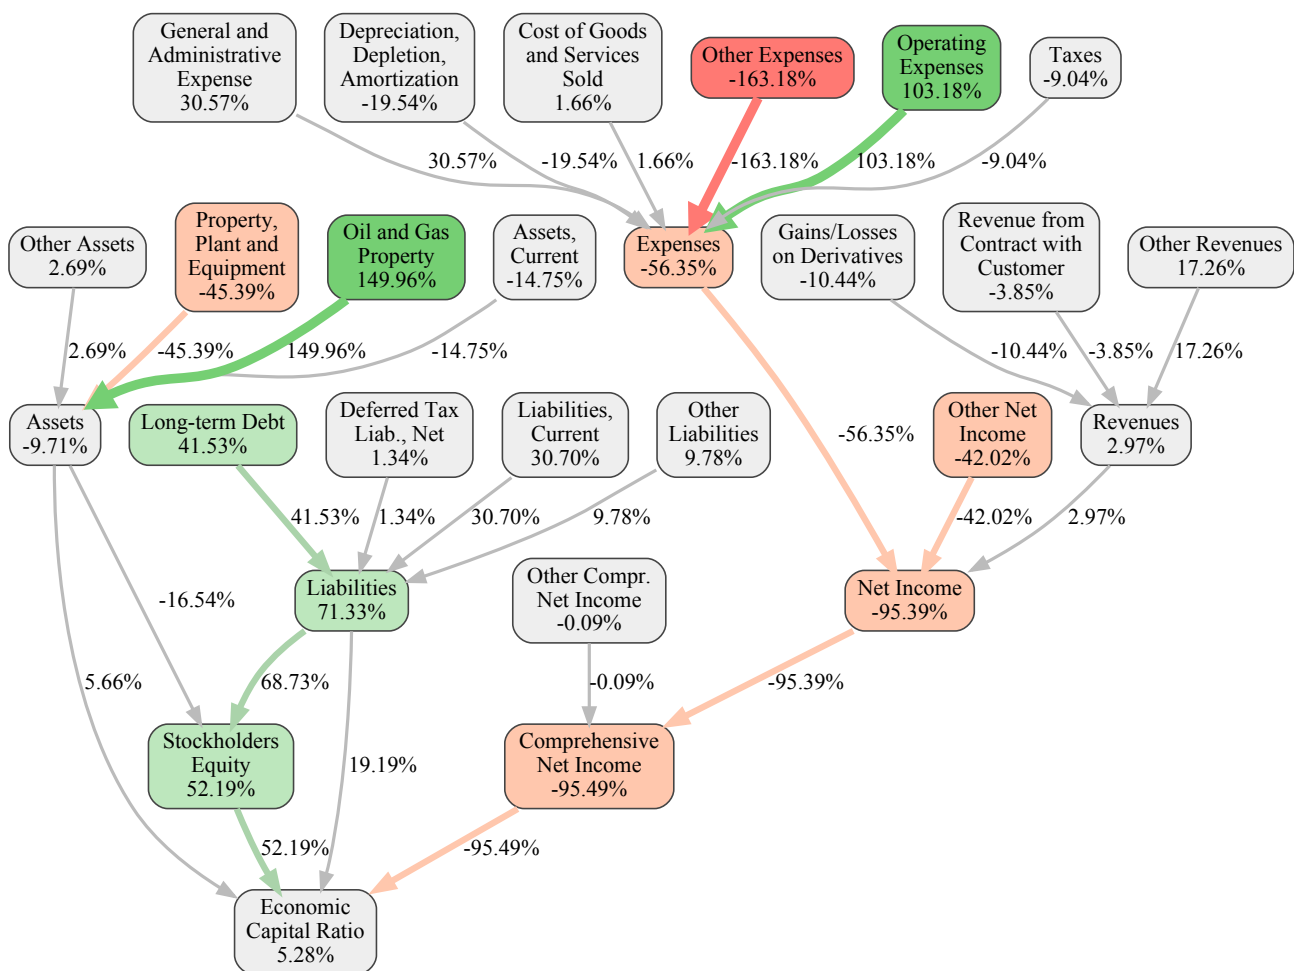 General and
Administrative
Expense
30.57%
Depreciation,
Depletion,
Amortization
-19.54%
Cost of Goods
and Services
Sold
1.66%
Other Expenses
-163.18%
Operating
Expenses
103.18%
Taxes
-9.04%
30.57%
-19.54%
1.66%
-163.18%
103.18%
-9.04%
Other Assets
2.69%
Property,
Plant and
Equipment
-45.39%
Oil and Gas
Property
149.96%
Assets,
Current
-14.75%
Expenses
-56.35%
Gains/Losses
on Derivatives
-10.44%
Revenue from
Contract with
Customer
-3.85%
Other Revenues
17.26%
2.69%
-45.39%
149.96%
-14.75%
-10.44%
-3.85%
17.26%
Assets
-9.71%
Long-term Debt
41.53%
Deferred Tax
Liab., Net
1.34%
Liabilities,
Current
30.70%
Other
Liabilities
9.78%
-56.35%
Other Net
Income
-42.02%
Revenues
2.97%
41.53%
1.34%
30.70%
9.78%
-42.02%
2.97%
Liabilities
71.33%
Other Compr.
Net Income
-0.09%
Net Income
-95.39%
-16.54%
5.66%
68.73%
-0.09%
-95.39%
Stockholders
Equity
52.19%
19.19%
Comprehensive
Net Income
-95.49%
52.19%
-95.49%
Economic
Capital Ratio
5.28%